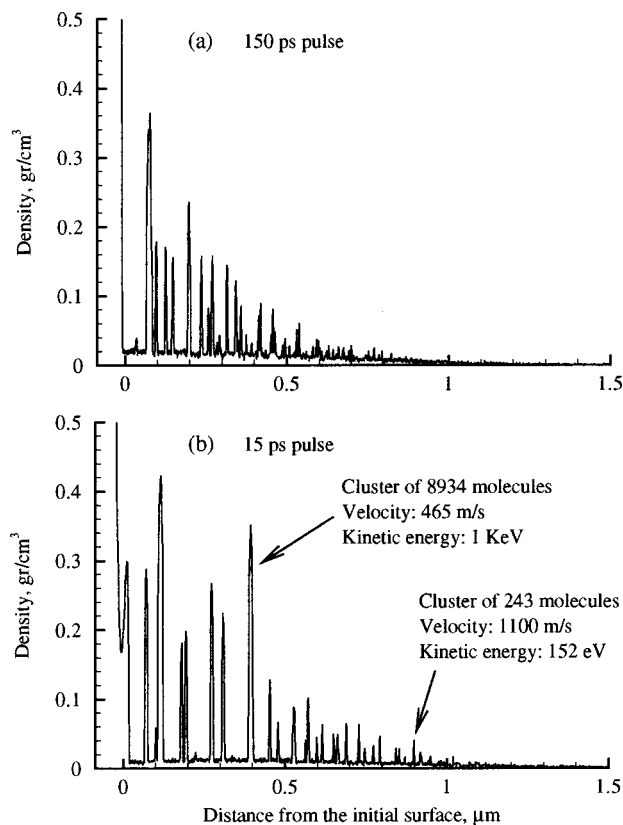 0.5
(a) 150 ps pulse
0.4
0.3
0.2
0.1
0
Density, gr/cm³
0 0.5 1 1.5
0.5
(b) 15 ps pulse
0.4
0.3
0.2
0.1
0
Density, gr/cm³
Cluster of 8934 molecules
Velocity: 465 m/s
Kinetic energy: 1 KeV
Cluster of 243 molecules
Velocity: 1100 m/s
Kinetic energy: 152 eV
0 0.5 1 1.5
Distance from the initial surface, μm